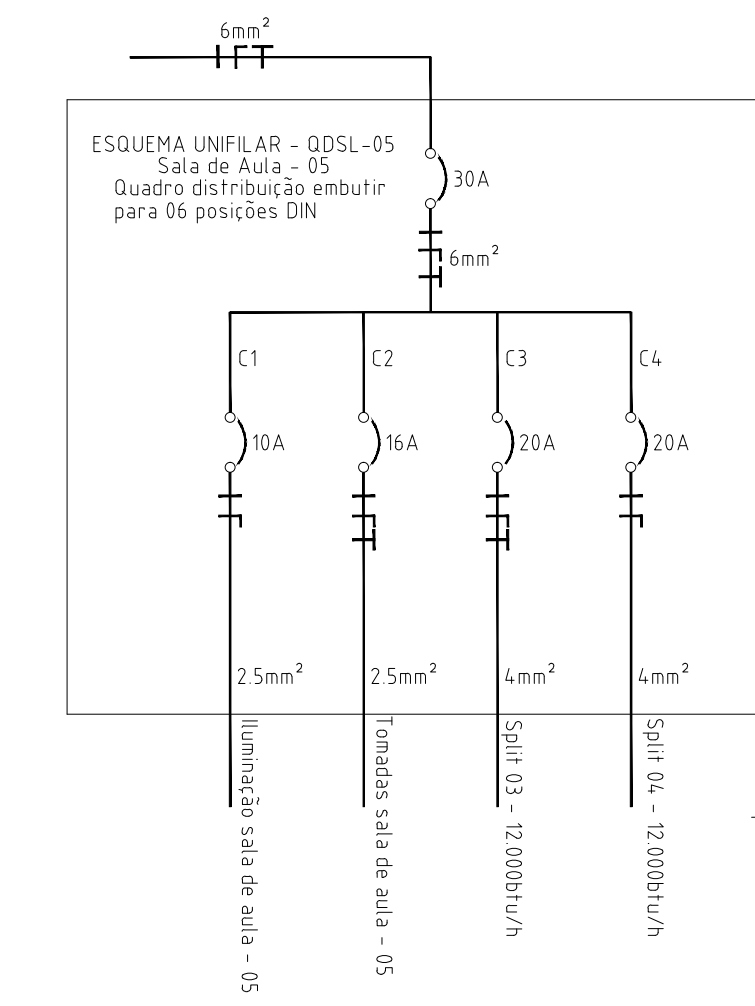 6mm²
ESQUEMA UNIFILAR - QDSL-05
Sala de Aula - 05
Quadro distribuição embutir
para 06 posições DIN
30A
6mm²
C1
C2
C3
C4
10A
16A
20A
20A
2.5mm²
2.5mm²
4mm²
4mm²
Iluminação sala de aula - 05
Tomadas sala de aula - 05
Split 03 - 12.000btu/h
Split 04 - 12.000btu/h